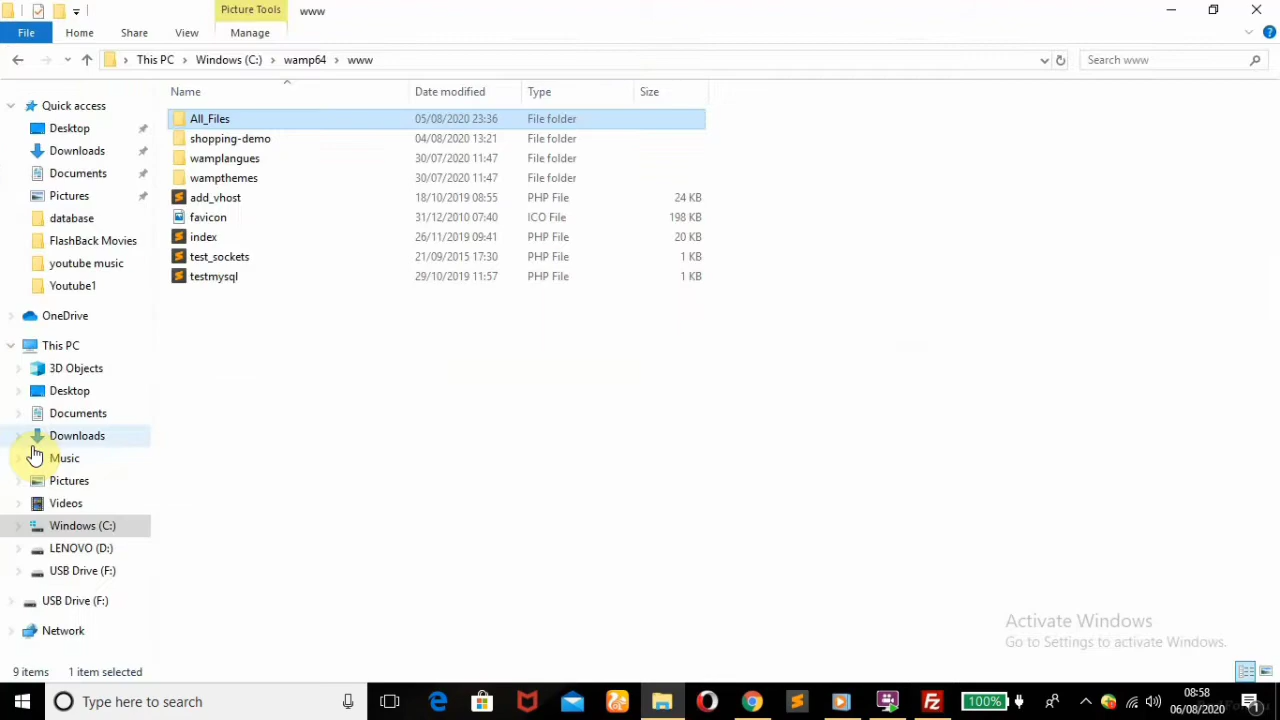 Picture Tools www
File Home Share View Manage
This PC Windows (C:) wamp64 www Search www
Name Date modified Type Size
Quick access
Desktop
Downloads
Documents
Pictures
database
FlashBack Movies
youtube music
Youtube1
OneDrive
This PC
3D Objects
Desktop
Documents
Downloads
Music
Pictures
Videos
Windows (C:)
LENOVO (D:)
USB Drive (F:)
USB Drive (F:)
Network
All_Files 05/08/2020 23:36 File folder
shopping-demo 04/08/2020 13:21 File folder
wamplangues 30/07/2020 11:47 File folder
wampthemes 30/07/2020 11:47 File folder
add_vhost 18/10/2019 08:55 PHP File 24 KB
favicon 31/12/2010 07:40 ICO File 198 KB
index 26/11/2019 09:41 PHP File 20 KB
test_sockets 21/09/2015 17:30 PHP File 1 KB
testmysql 29/10/2019 11:57 PHP File 1 KB
Activate Windows
Go to Settings to activate Windows.
9 items 1 item selected
Type here to search 100% 08:58
06/08/2020